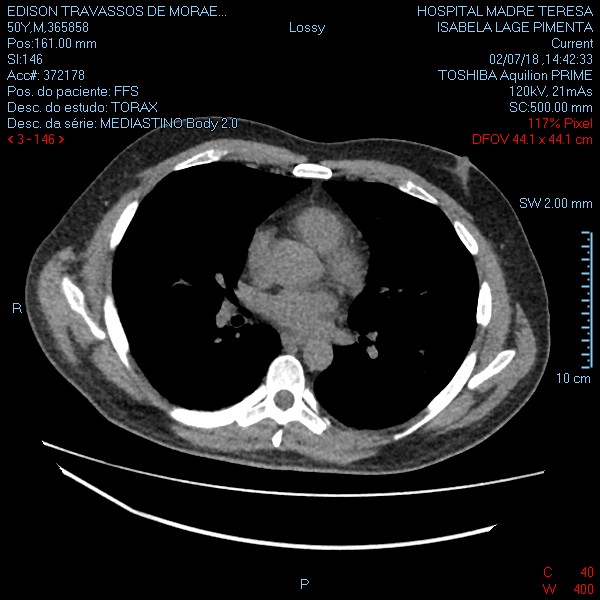 EDISON TRAVASSOS DE MORAE...
50Y,M,365858
Pos:161.00 mm
SI:146
Acc#: 372178
Pos. do paciente: FFS
Desc. do estudo: TORAX
Desc. da série: MEDIASTINO Body 2.0
< 3 - 146 >
Lossy
HOSPITAL MADRE TERESA
ISABELA LAGE PIMENTA
Current
02/07/18 ,14:42:33
TOSHIBA Aquilion PRIME
120kV, 21mAs
SC:500.00 mm
117% Pixel
DFOV 44.1 x 44.1 cm
SW 2.00 mm
R
10 cm
P
C 40
W 400